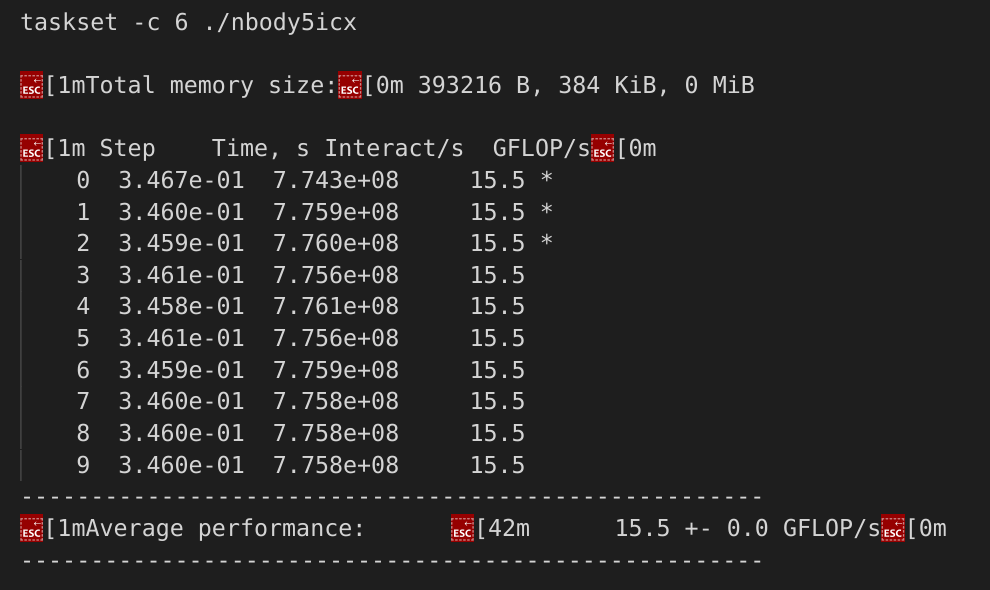 taskset -c 6 ./nbody5icx
ESC[1mTotal memory size:ESC[0m 393216 B, 384 KiB, 0 MiB
ESC[1m Step    Time, s Interact/s  GFLOP/sESC[0m
    0  3.467e-01  7.743e+08     15.5 *
    1  3.460e-01  7.759e+08     15.5 *
    2  3.459e-01  7.760e+08     15.5 *
    3  3.461e-01  7.756e+08     15.5
    4  3.458e-01  7.761e+08     15.5
    5  3.461e-01  7.756e+08     15.5
    6  3.459e-01  7.759e+08     15.5
    7  3.460e-01  7.758e+08     15.5
    8  3.460e-01  7.758e+08     15.5
    9  3.460e-01  7.758e+08     15.5
-----------------------------------------------------
ESC[1mAverage performance:      ESC[42m      15.5 +- 0.0 GFLOP/sESC[0m
-----------------------------------------------------